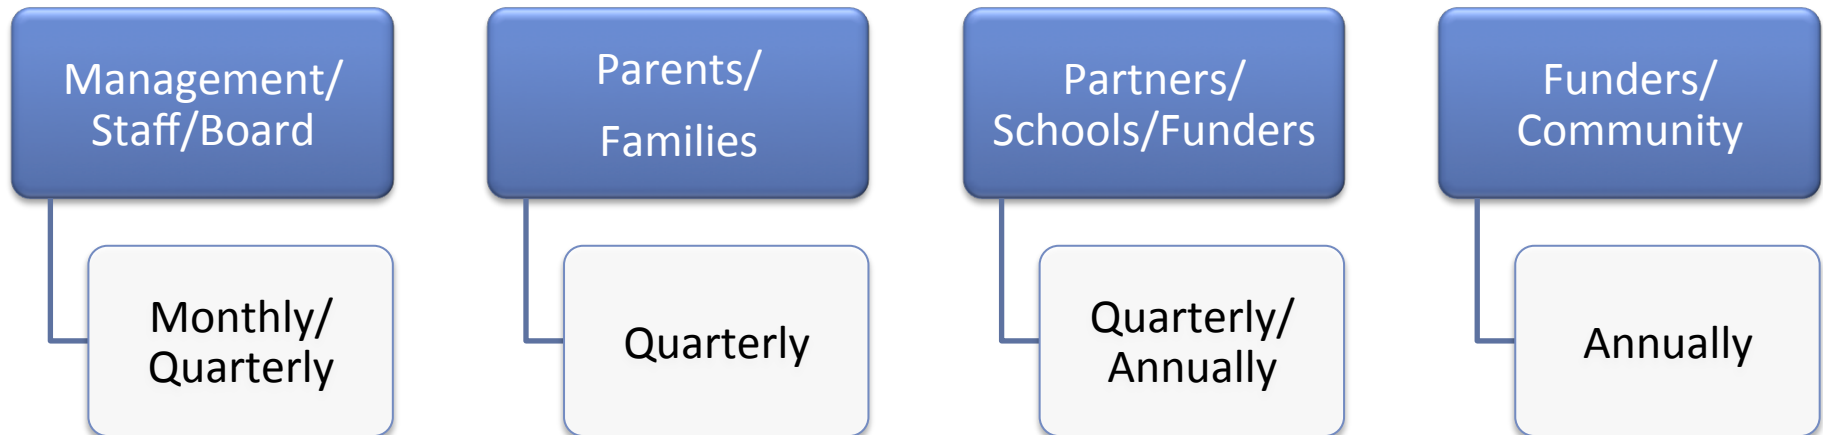 Management/
Staff/Board
Monthly/
Quarterly
Parents/
Families
Quarterly
Partners/
Schools/Funders
Quarterly/
Annually
Funders/
Community
Annually